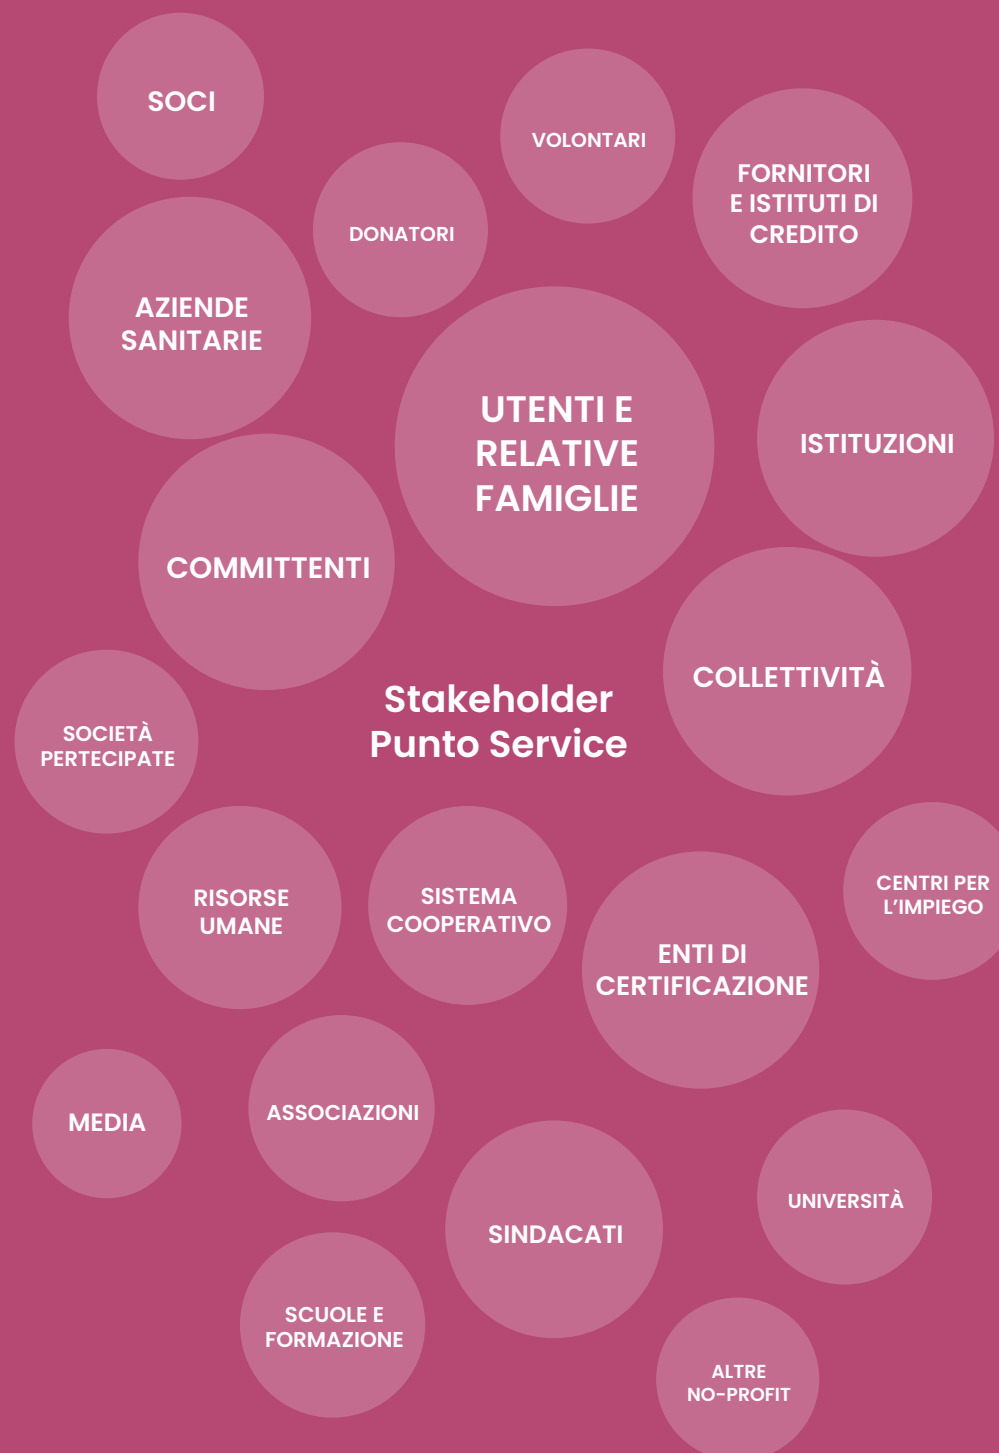 SOCI
VOLONTARI
DONATORI
FORNITORI
E ISTITUTI DI
CREDITO
AZIENDE
SANITARIE
UTENTI E
RELATIVE
FAMIGLIE
ISTITUZIONI
COMMITTENTI
COLLETTIVITÀ
Stakeholder
Punto Service
SOCIETÀ
PERTECIPATE
RISORSE
UMANE
SISTEMA
COOPERATIVO
ENTI DI
CERTIFICAZIONE
CENTRI PER
L'IMPIEGO
MEDIA
ASSOCIAZIONI
SINDACATI
UNIVERSITÀ
SCUOLE E
FORMAZIONE
ALTRE
NO-PROFIT